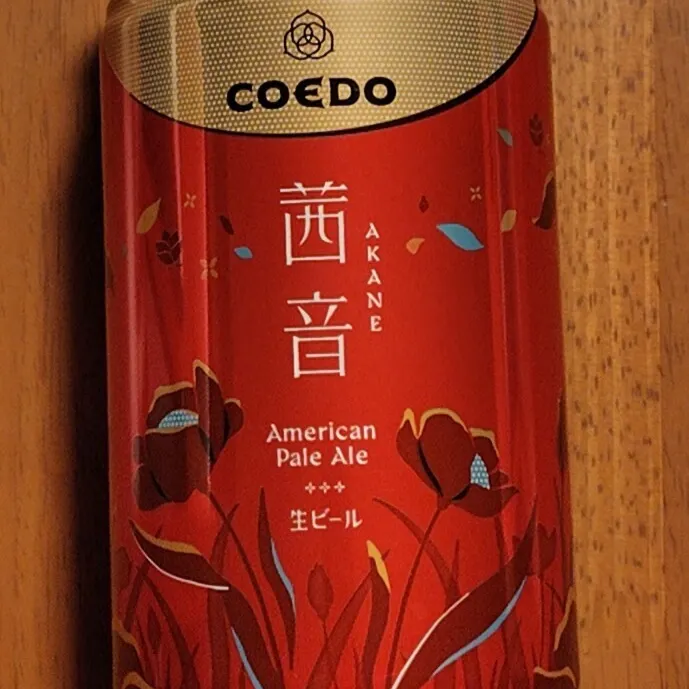 COEDO
茜音
AKANE
American
Pale Ale
生ビール